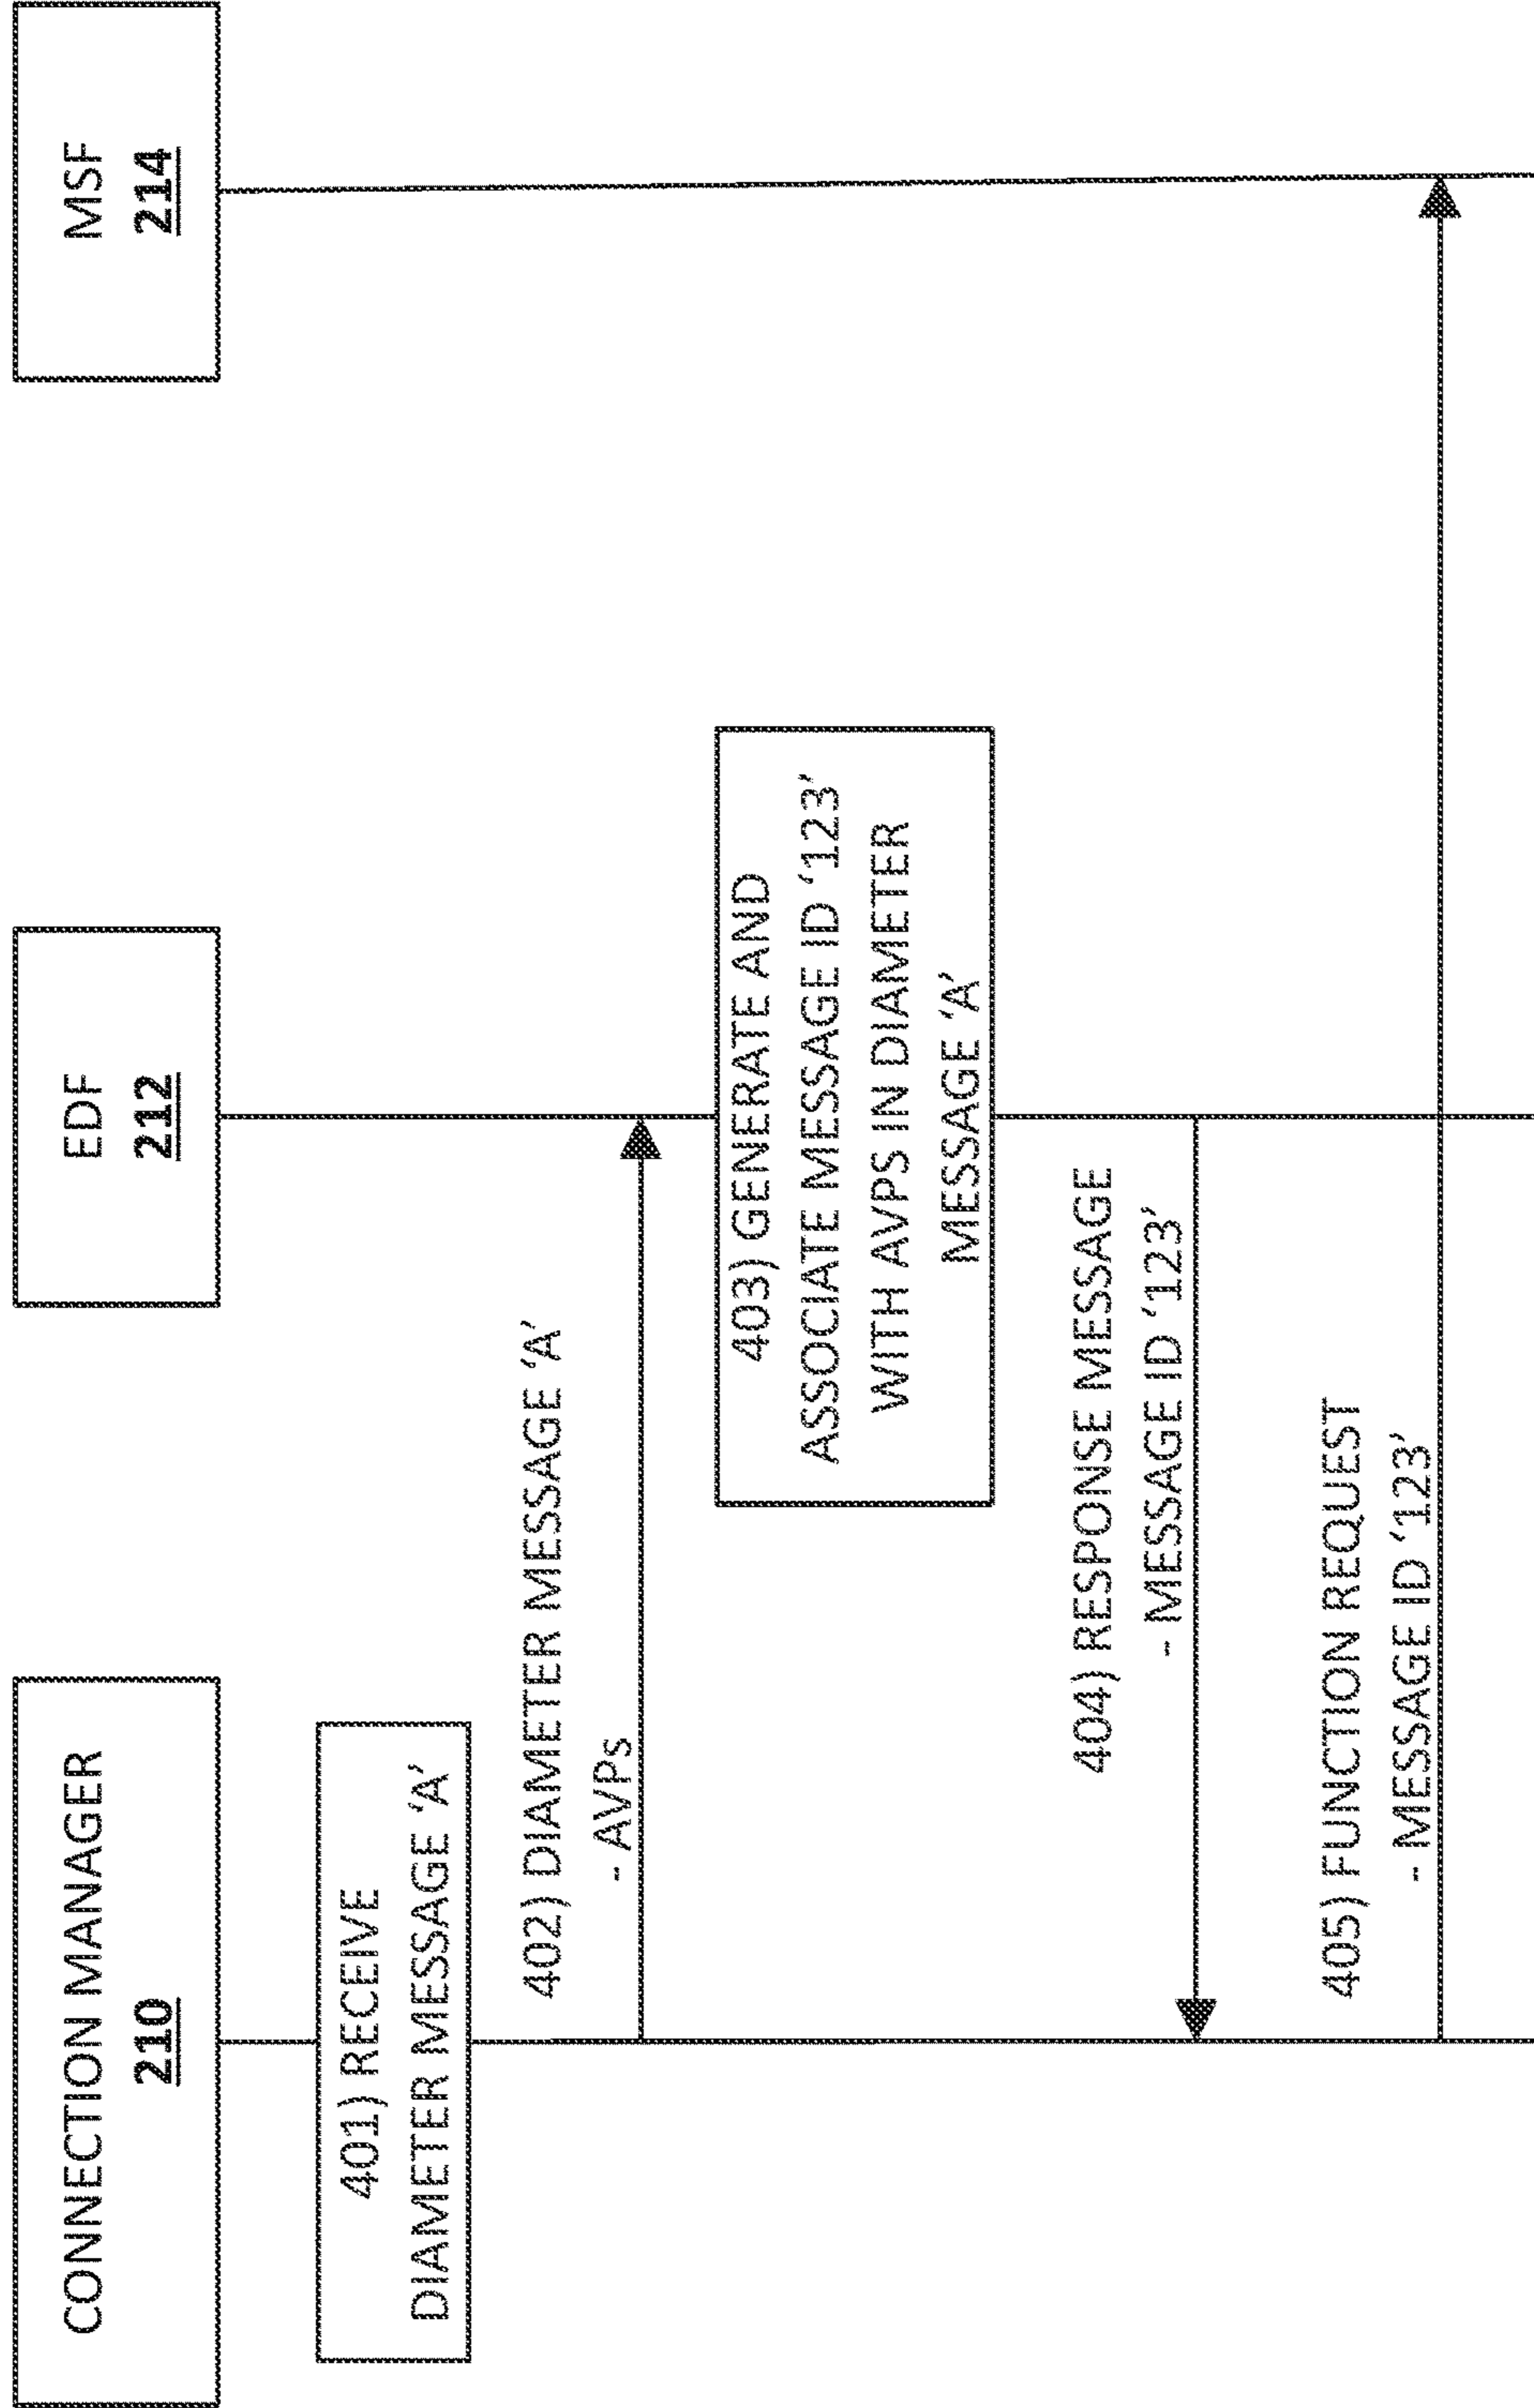 CONNECTION MANAGER
210
EDF
212
MSF
214
401) RECEIVE
DIAMETER MESSAGE ‘A’
402) DIAMETER MESSAGE ‘A’
- AVPs
403) GENERATE AND
ASSOCIATE MESSAGE ID ‘123’
WITH AVPS IN DIAMETER
MESSAGE ‘A’
404) RESPONSE MESSAGE
- MESSAGE ID ‘123’
405) FUNCTION REQUEST
- MESSAGE ID ‘123’